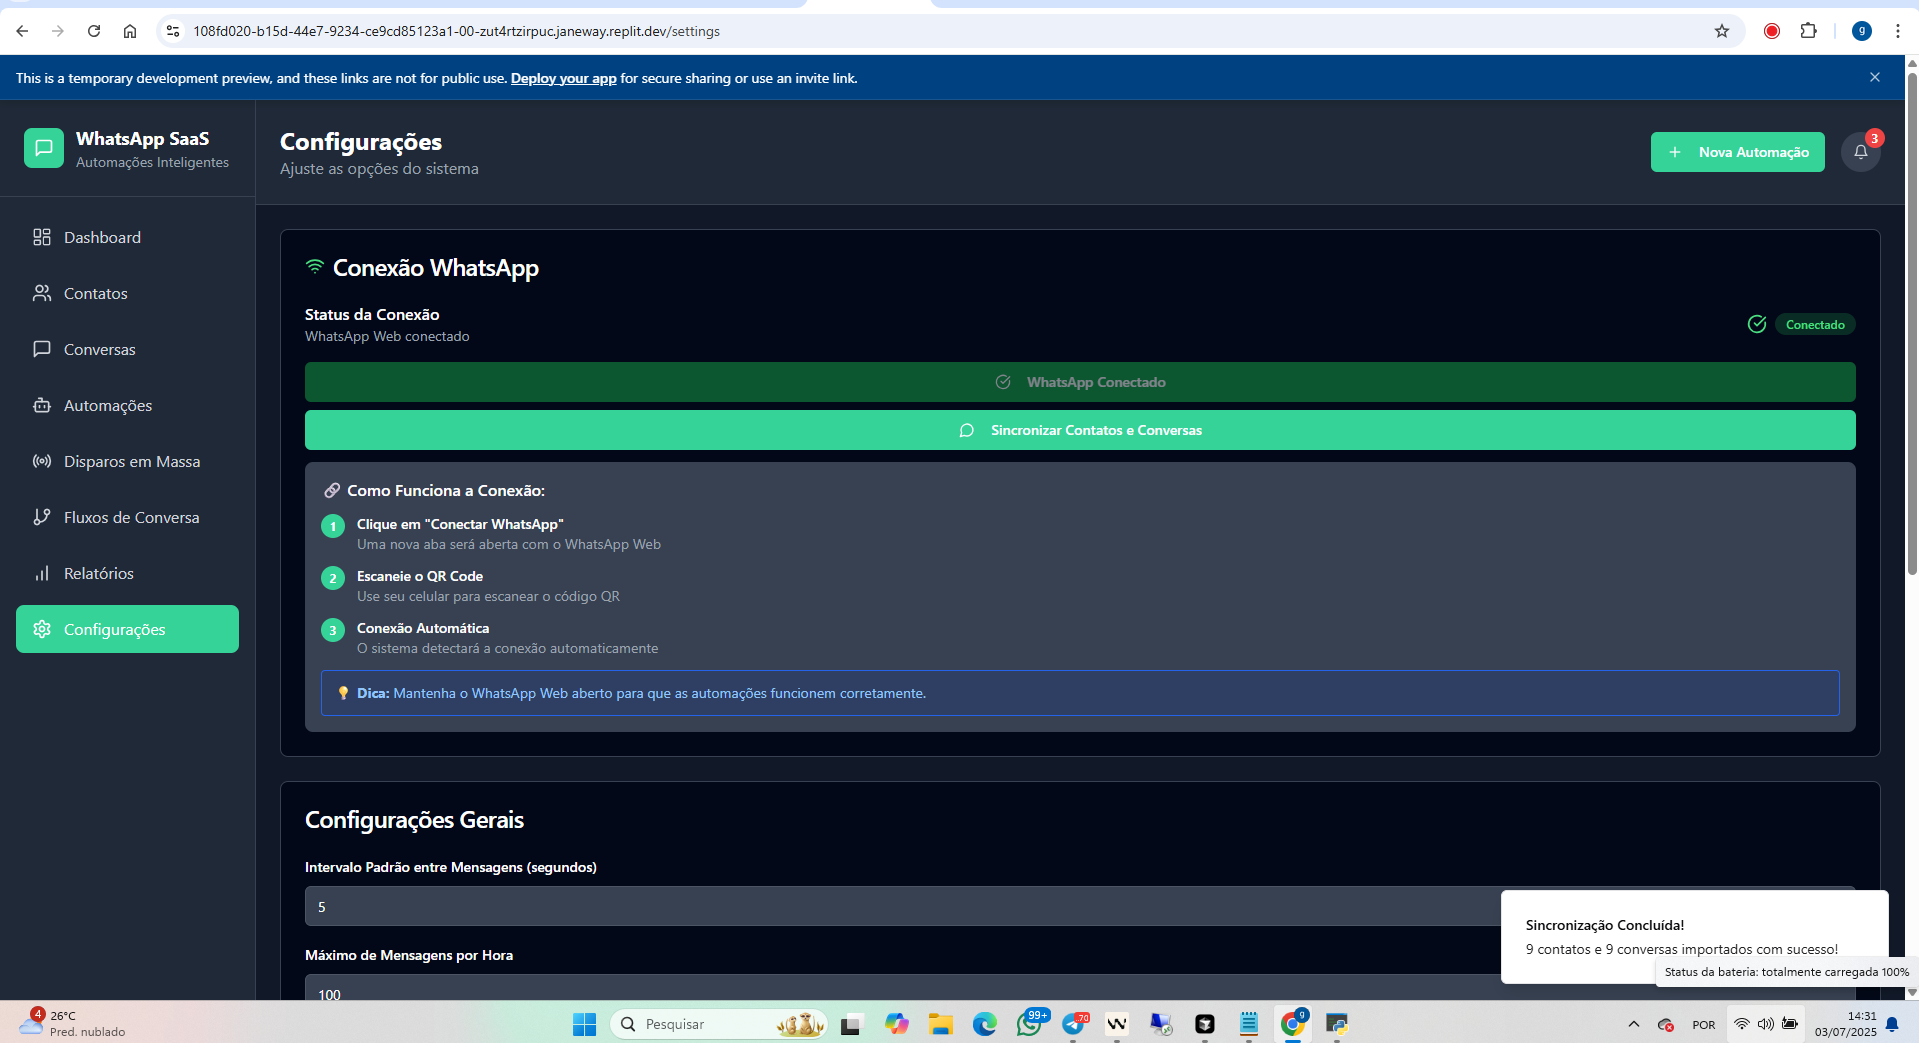 108fd020-b15d-44e7-9234-ce9cd85123a1-00-zut4rtzirpuc.janeway.replit.dev/settings
g
This is a temporary development preview, and these links are not for public use. Deploy your app for secure sharing or use an invite link.
WhatsApp SaaS
Automações Inteligentes
Dashboard
Contatos
Conversas
Automações
Disparos em Massa
Fluxos de Conversa
Relatórios
Configurações
Configurações
Ajuste as opções do sistema
Nova Automação
3
Conexão WhatsApp
Status da Conexão
WhatsApp Web conectado
Conectado
WhatsApp Conectado
Sincronizar Contatos e Conversas
Como Funciona a Conexão:
1
Clique em "Conectar WhatsApp"
Uma nova aba será aberta com o WhatsApp Web
2
Escaneie o QR Code
Use seu celular para escanear o código QR
3
Conexão Automática
O sistema detectará a conexão automaticamente
Dica: Mantenha o WhatsApp Web aberto para que as automações funcionem corretamente.
Configurações Gerais
Intervalo Padrão entre Mensagens (segundos)
5
Máximo de Mensagens por Hora
100
Sincronização Concluída!
9 contatos e 9 conversas importados com sucesso!
Status da bateria: totalmente carregada 100%
4
26°C
Pred. nublado
Pesquisar
99+
70
g
POR
14:31
03/07/2025